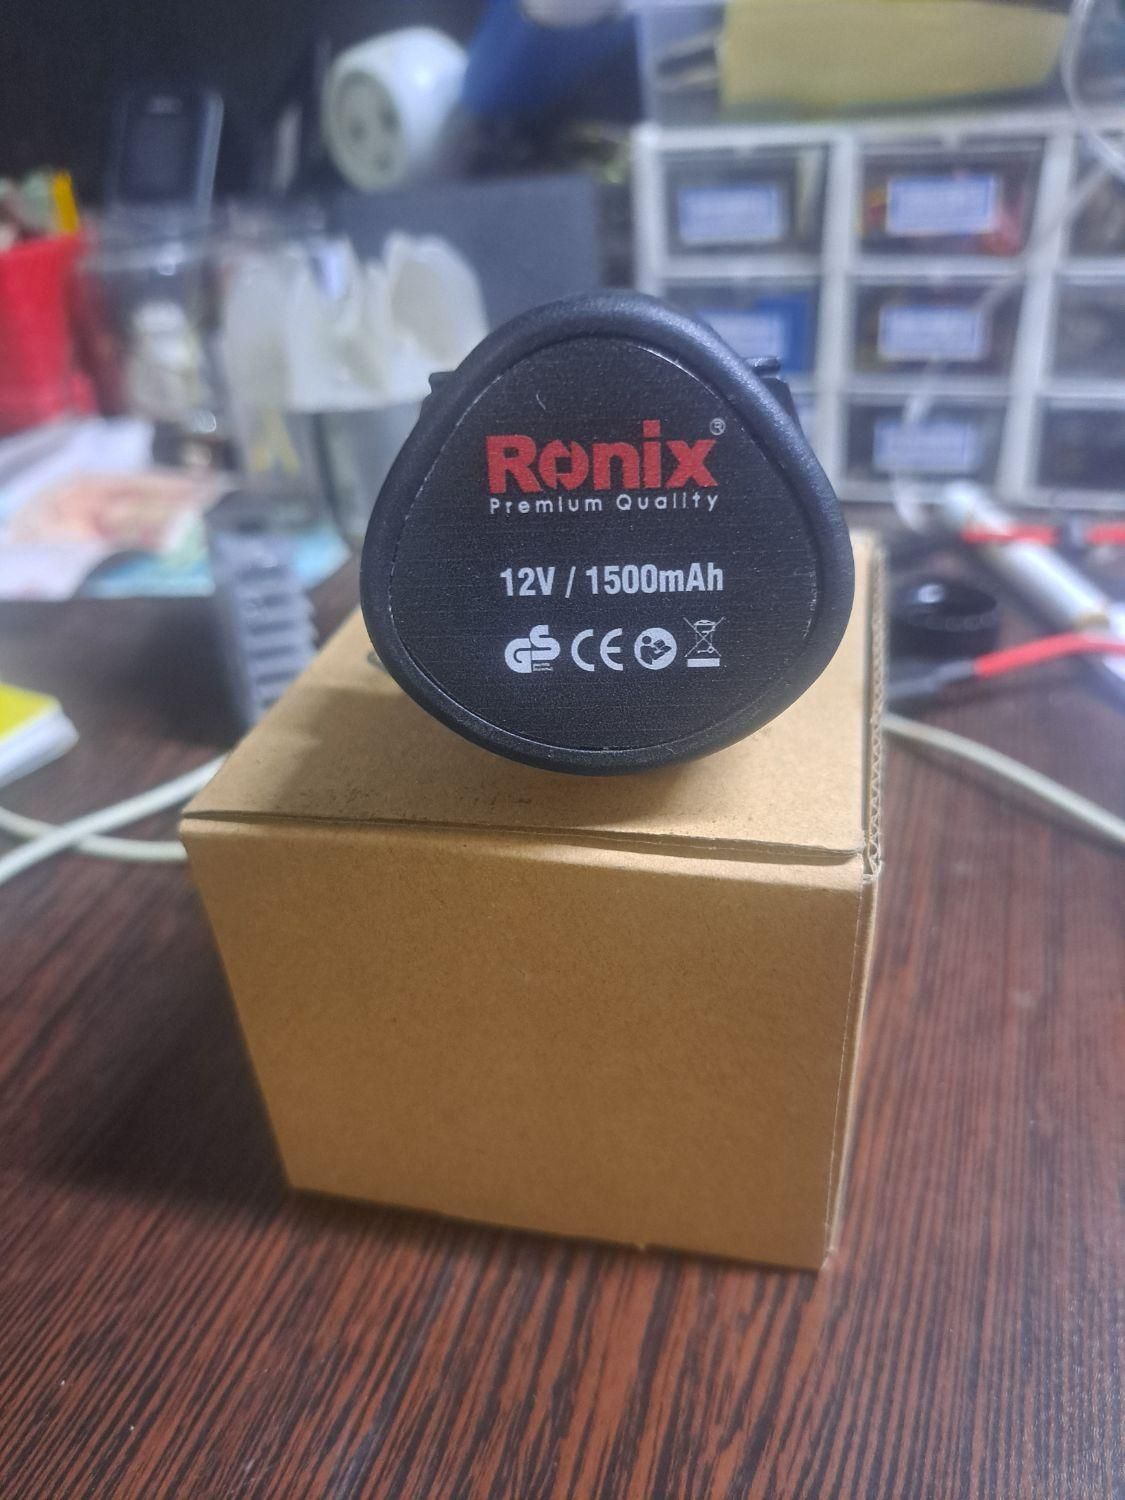 Ronix®
Premium Quality
12V / 1500mAh
GS CE